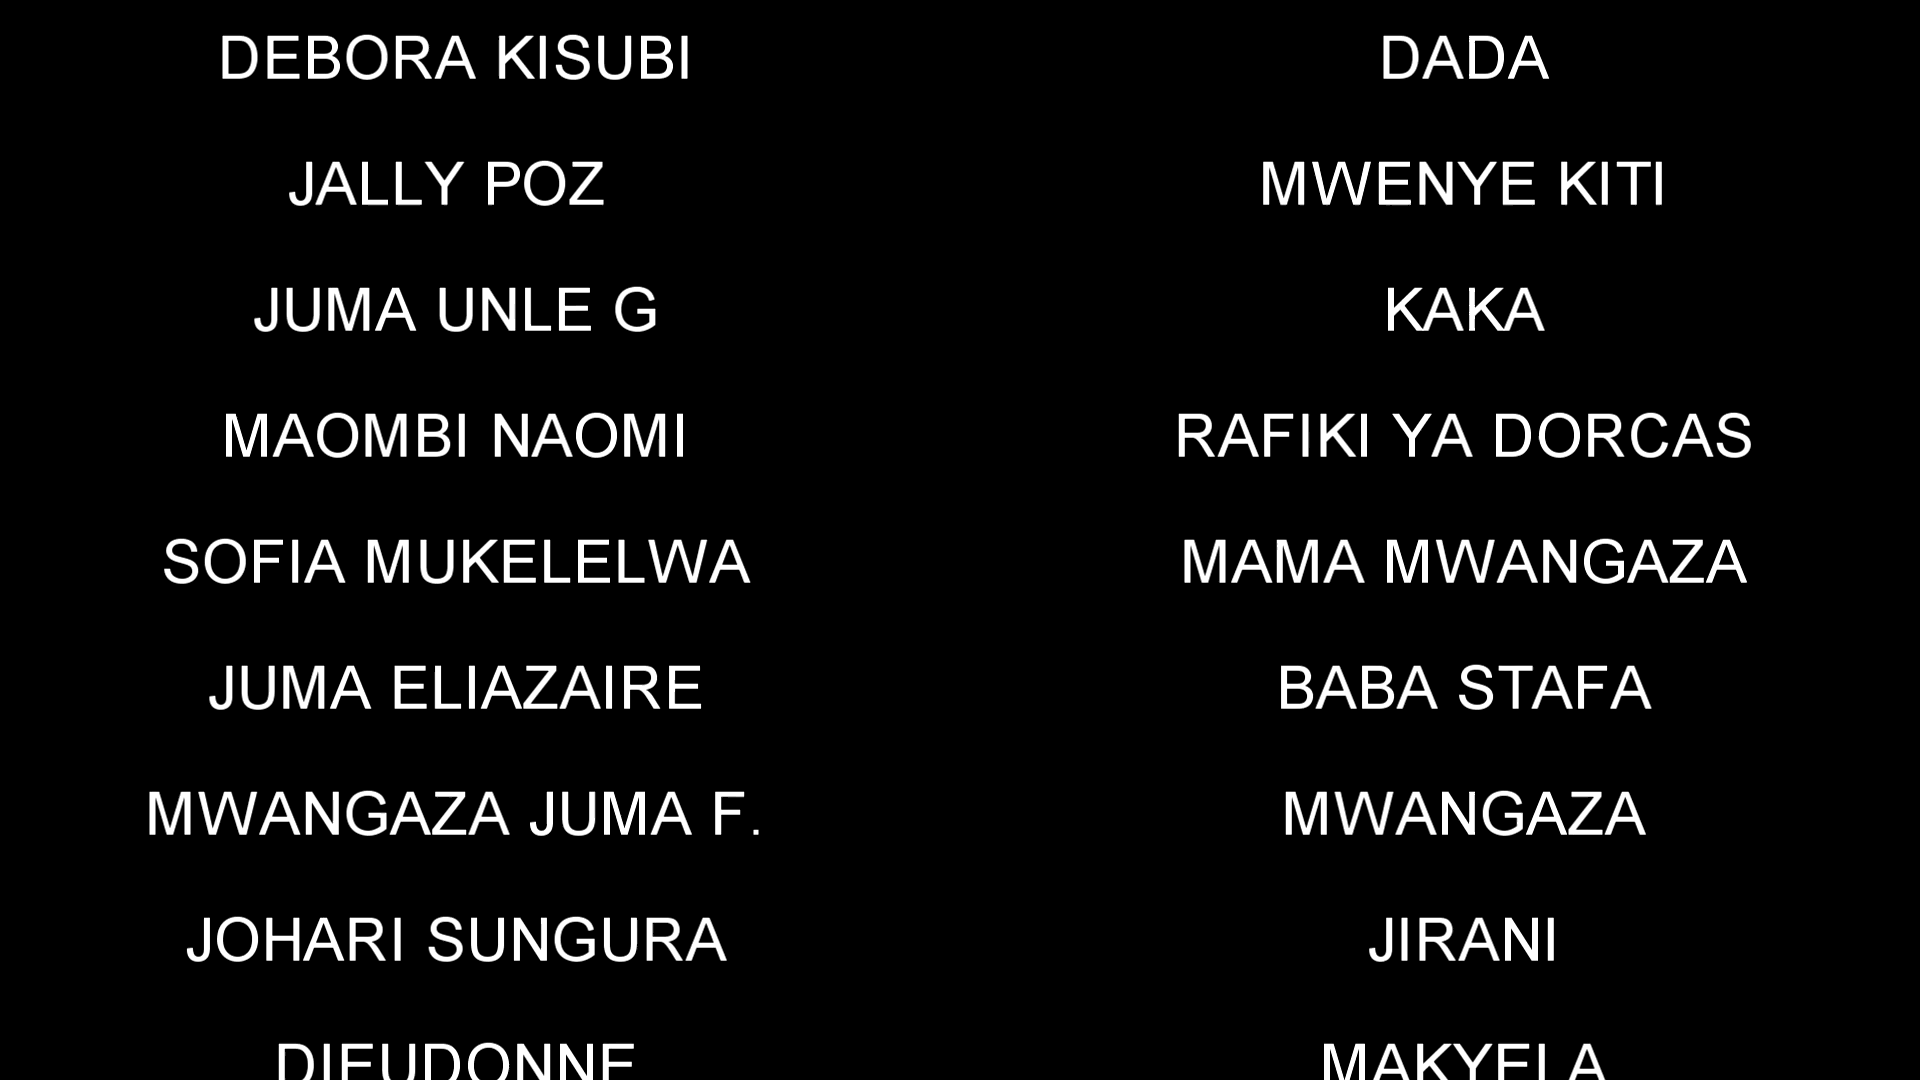 DEBORA KISUBI DADA
JALLY POZ MWENYE KITI
JUMA UNLE G KAKA
MAOMBI NAOMI RAFIKI YA DORCAS
SOFIA MUKELELWA MAMA MWANGAZA
JUMA ELIAZAIRE BABA STAFA
MWANGAZA JUMA F. MWANGAZA
JOHARI SUNGURA JIRANI
DIEUDONNE MAKYELA